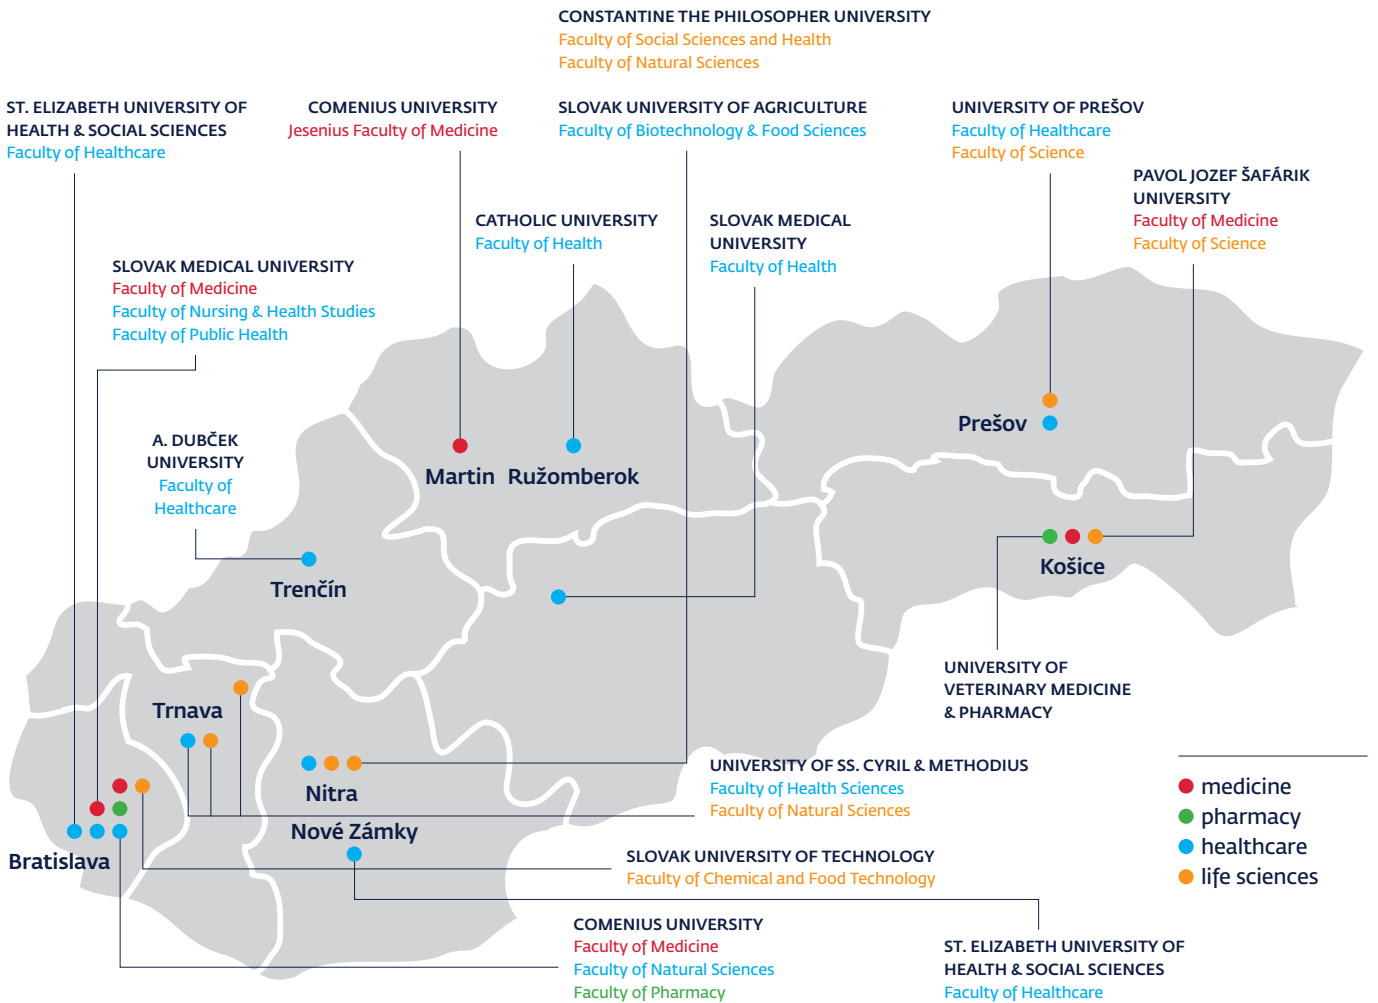 CONSTANTINE THE PHILOSOPHER UNIVERSITY
Faculty of Social Sciences and Health
Faculty of Natural Sciences
ST. ELIZABETH UNIVERSITY OF
HEALTH & SOCIAL SCIENCES
Faculty of Healthcare
COMENIUS UNIVERSITY
Jesenius Faculty of Medicine
SLOVAK UNIVERSITY OF AGRICULTURE
Faculty of Biotechnology & Food Sciences
UNIVERSITY OF PREŠOV
Faculty of Healthcare
Faculty of Science
PAVOL JOZEF ŠAFÁRIK
UNIVERSITY
Faculty of Medicine
Faculty of Science
CATHOLIC UNIVERSITY
Faculty of Health
SLOVAK MEDICAL
UNIVERSITY
Faculty of Health
SLOVAK MEDICAL UNIVERSITY
Faculty of Medicine
Faculty of Nursing & Health Studies
Faculty of Public Health
A. DUBČEK
UNIVERSITY
Faculty of
Healthcare
Prešov
Martin
Ružomberok
Košice
Trenčín
UNIVERSITY OF
VETERINARY MEDICINE
& PHARMACY
Trnava
Nitra
Nové Zámky
Bratislava
UNIVERSITY OF SS. CYRIL & METHODIUS
Faculty of Health Sciences
Faculty of Natural Sciences
SLOVAK UNIVERSITY OF TECHNOLOGY
Faculty of Chemical and Food Technology
COMENIUS UNIVERSITY
Faculty of Medicine
Faculty of Natural Sciences
Faculty of Pharmacy
ST. ELIZABETH UNIVERSITY OF
HEALTH & SOCIAL SCIENCES
Faculty of Healthcare
medicine
pharmacy
healthcare
life sciences